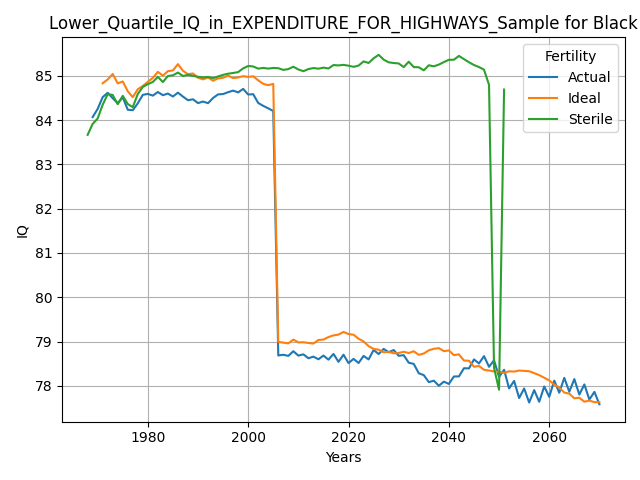 Lower_Quartile_IQ_in_EXPENDITURE_FOR_HIGHWAYS_Sample for Black
Fertility
Actual
Ideal
Sterile
85
84
83
82
81
80
79
78
IQ
1980
2000
2020
2040
2060
Years